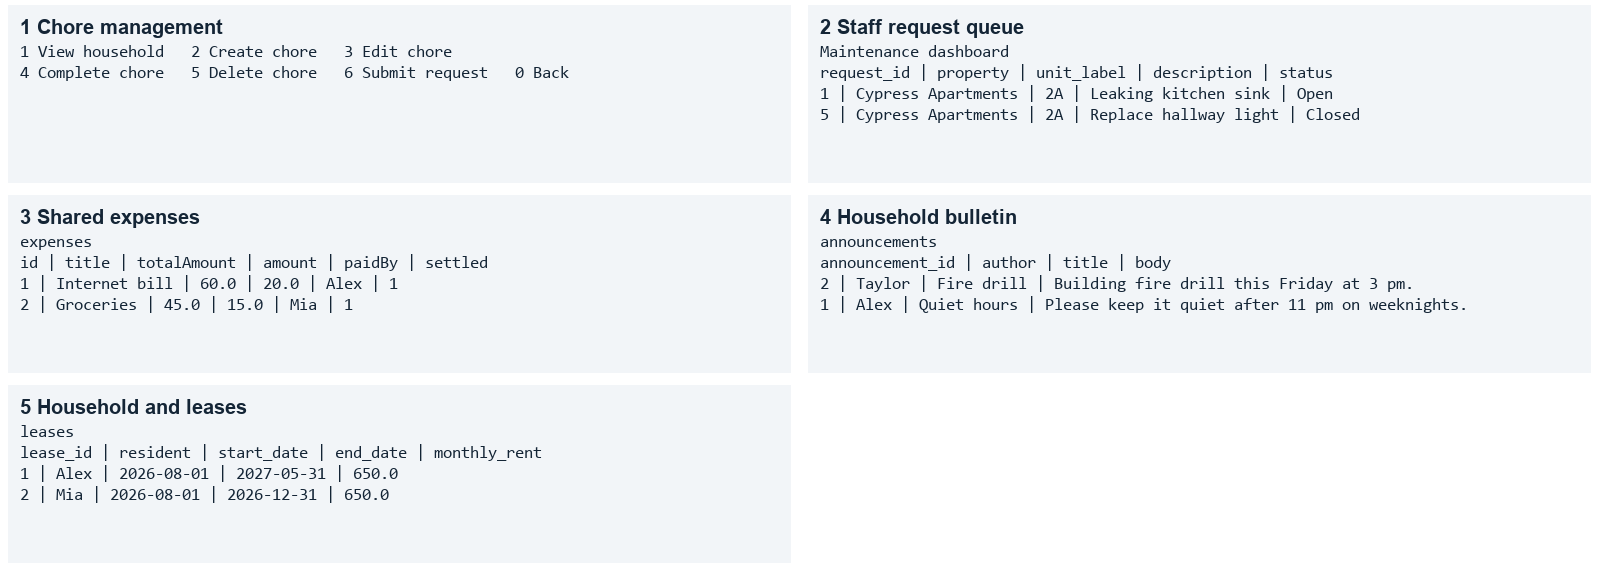 1 Chore management
1 View household   2 Create chore   3 Edit chore
4 Complete chore   5 Delete chore   6 Submit request   0 Back
2 Staff request queue
Maintenance dashboard
request_id | property | unit_label | description | status
1 | Cypress Apartments | 2A | Leaking kitchen sink | Open
5 | Cypress Apartments | 2A | Replace hallway light | Closed
3 Shared expenses
expenses
id | title | totalAmount | amount | paidBy | settled
1 | Internet bill | 60.0 | 20.0 | Alex | 1
2 | Groceries | 45.0 | 15.0 | Mia | 1
4 Household bulletin
announcements
announcement_id | author | title | body
2 | Taylor | Fire drill | Building fire drill this Friday at 3 pm.
1 | Alex | Quiet hours | Please keep it quiet after 11 pm on weeknights.
5 Household and leases
leases
lease_id | resident | start_date | end_date | monthly_rent
1 | Alex | 2026-08-01 | 2027-05-31 | 650.0
2 | Mia | 2026-08-01 | 2026-12-31 | 650.0